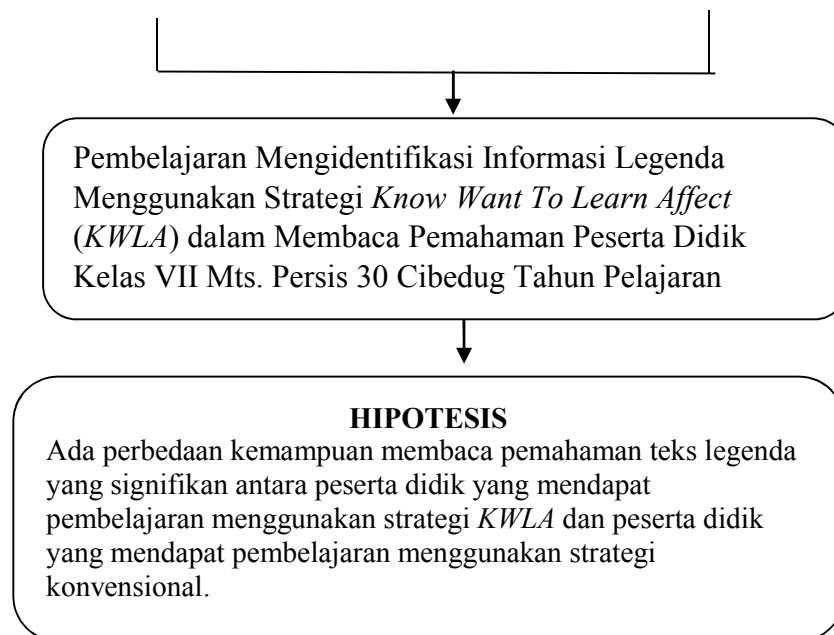 Pembelajaran Mengidentifikasi Informasi Legenda
Menggunakan Strategi Know Want To Learn Affect
(KWLA) dalam Membaca Pemahaman Peserta Didik
Kelas VII Mts. Persis 30 Cibedug Tahun Pelajaran
HIPOTESIS
Ada perbedaan kemampuan membaca pemahaman teks legenda
yang signifikan antara peserta didik yang mendapat
pembelajaran menggunakan strategi KWLA dan peserta didik
yang mendapat pembelajaran menggunakan strategi
konvensional.